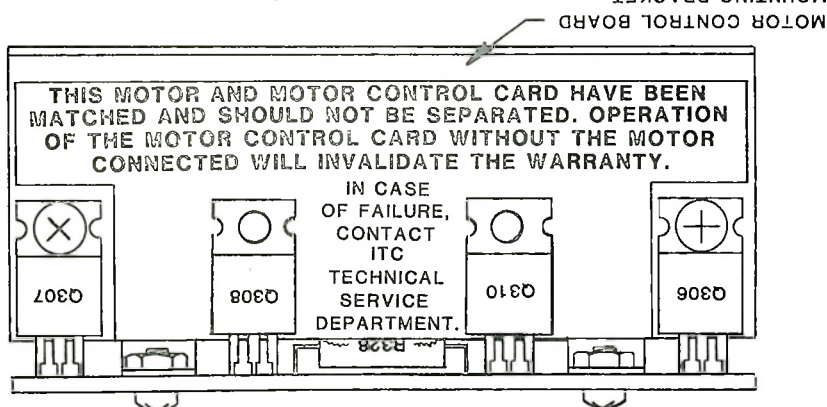 MOTOR CONTROL BOARD
MOUNTING BRACKET
THIS MOTOR AND MOTOR CONTROL CARD HAVE BEEN
MATCHED AND SHOULD NOT BE SEPARATED. OPERATION
OF THE MOTOR CONTROL CARD WITHOUT THE MOTOR
CONNECTED WILL INVALIDATE THE WARRANTY.
IN CASE
OF FAILURE,
CONTACT
ITC
TECHNICAL
SERVICE
DEPARTMENT.
Q307
Q308
Q310
Q306
R328